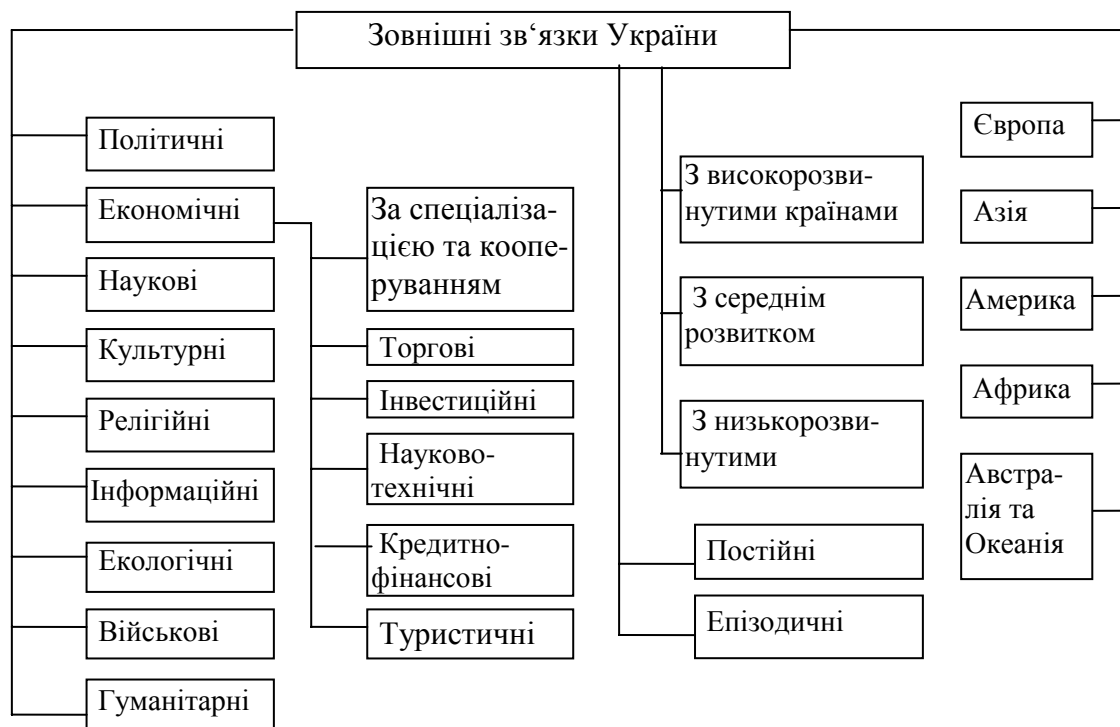 Зовнішні зв‘язки України
Політичні
Економічні
Наукові
Культурні
Релігійні
Інформаційні
Екологічні
Військові
Гуманітарні
За спеціаліза-
цією та коопе-
руванням
Торгові
Інвестиційні
Науково-
технічні
Кредитно-
фінансові
Туристичні
З високорозви-
нутими країнами
З середнім
розвитком
З низькорозви-
нутими
Постійні
Епізодичні
Європа
Азія
Америка
Африка
Австра-
лія та
Океанія